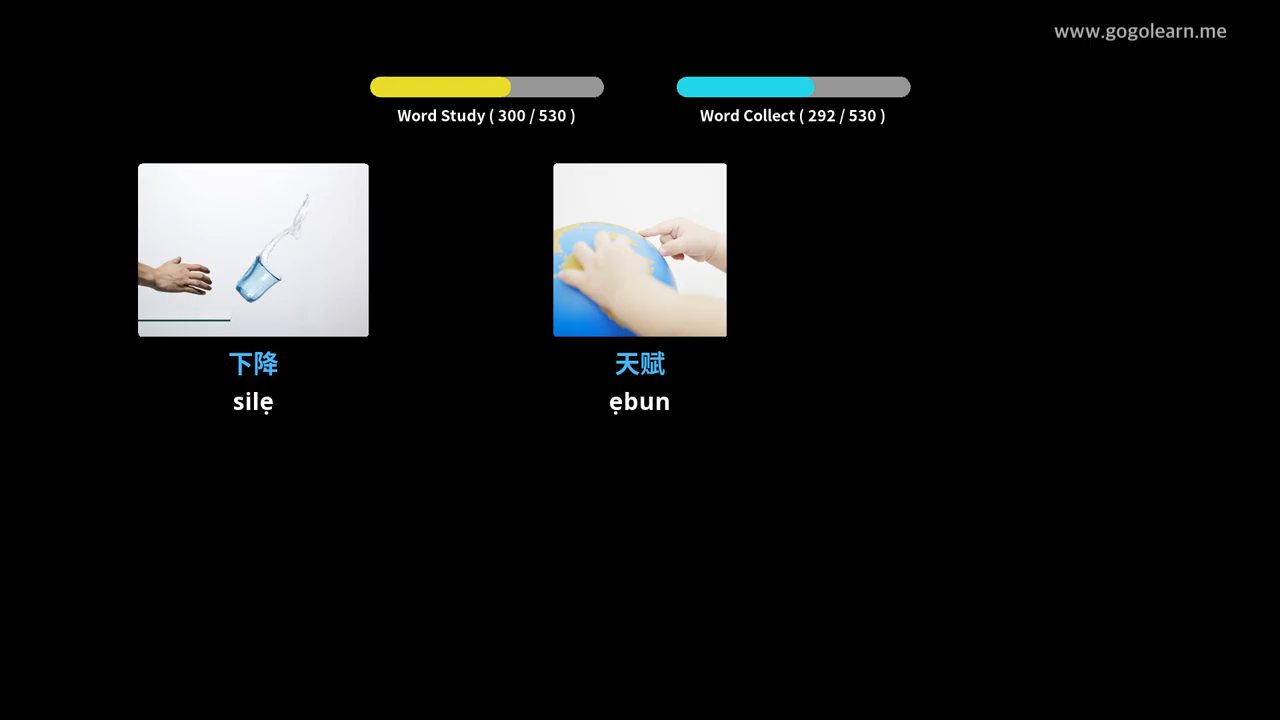 www.gogolearn.me
Word Study ( 300 / 530 )
Word Collect ( 292 / 530 )
下降
silẹ
天赋
ẹbun